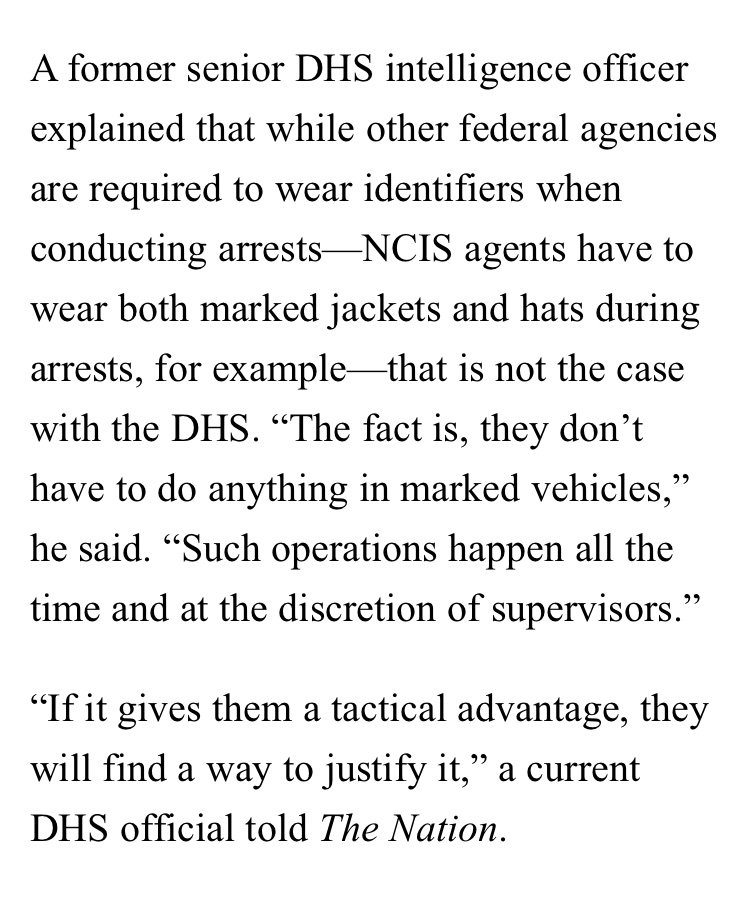 A former senior DHS intelligence officer
explained that while other federal agencies
are required to wear identifiers when
conducting arrests—NCIS agents have to
wear both marked jackets and hats during
arrests, for example—that is not the case
with the DHS. “The fact is, they don’t
have to do anything in marked vehicles,”
he said. “Such operations happen all the
time and at the discretion of supervisors.”
“If it gives them a tactical advantage, they
will find a way to justify it,” a current
DHS official told The Nation.